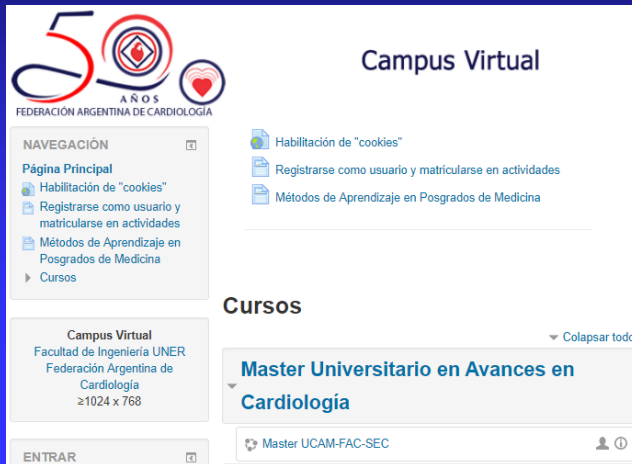 50
AÑOS
FEDERACIÓN ARGENTINA DE CARDIOLOGÍA
Campus Virtual
NAVEGACIÓN
Página Principal
Habilitación de "cookies"
Registrarse como usuario y
matricularse en actividades
Métodos de Aprendizaje en
Posgrados de Medicina
Cursos
Campus Virtual
Facultad de Ingeniería UNER
Federación Argentina de
Cardiología
≥1024 x 768
ENTRAR
Habilitación de "cookies"
Registrarse como usuario y matricularse en actividades
Métodos de Aprendizaje en Posgrados de Medicina
Cursos
Colapsar todo
Master Universitario en Avances en
Cardiología
Master UCAM-FAC-SEC